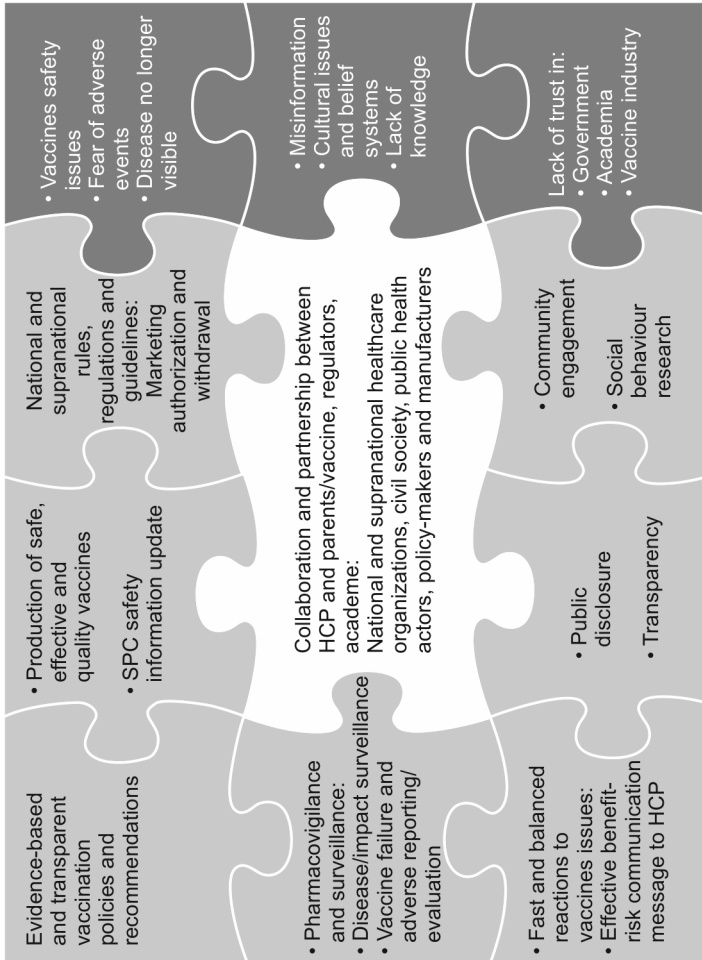 Evidence-based
and transparent
vaccination
policies and
recommendations
• Production of safe,
effective and
quality vaccines
• SPC safety
information update
National and
supranational
rules,
regulations and
guidelines:
Marketing
authorization and
withdrawal
• Vaccines safety
issues
• Fear of adverse
events
• Disease no longer
visible
• Pharmacovigilance
and surveillance:
• Disease/impact surveillance
• Vaccine failure and
adverse reporting/
evaluation
Collaboration and partnership between
HCP and parents/vaccine, regulators,
academe:
National and supranational healthcare
organizations, civil society, public health
actors, policy-makers and manufacturers
• Misinformation
• Cultural issues
and belief
systems
• Lack of
knowledge
• Fast and balanced
reactions to
vaccines issues:
• Effective benefit-
risk communication
message to HCP
• Public
disclosure
• Transparency
• Community
engagement
• Social
behaviour
research
Lack of trust in:
• Government
• Academia
• Vaccine industry